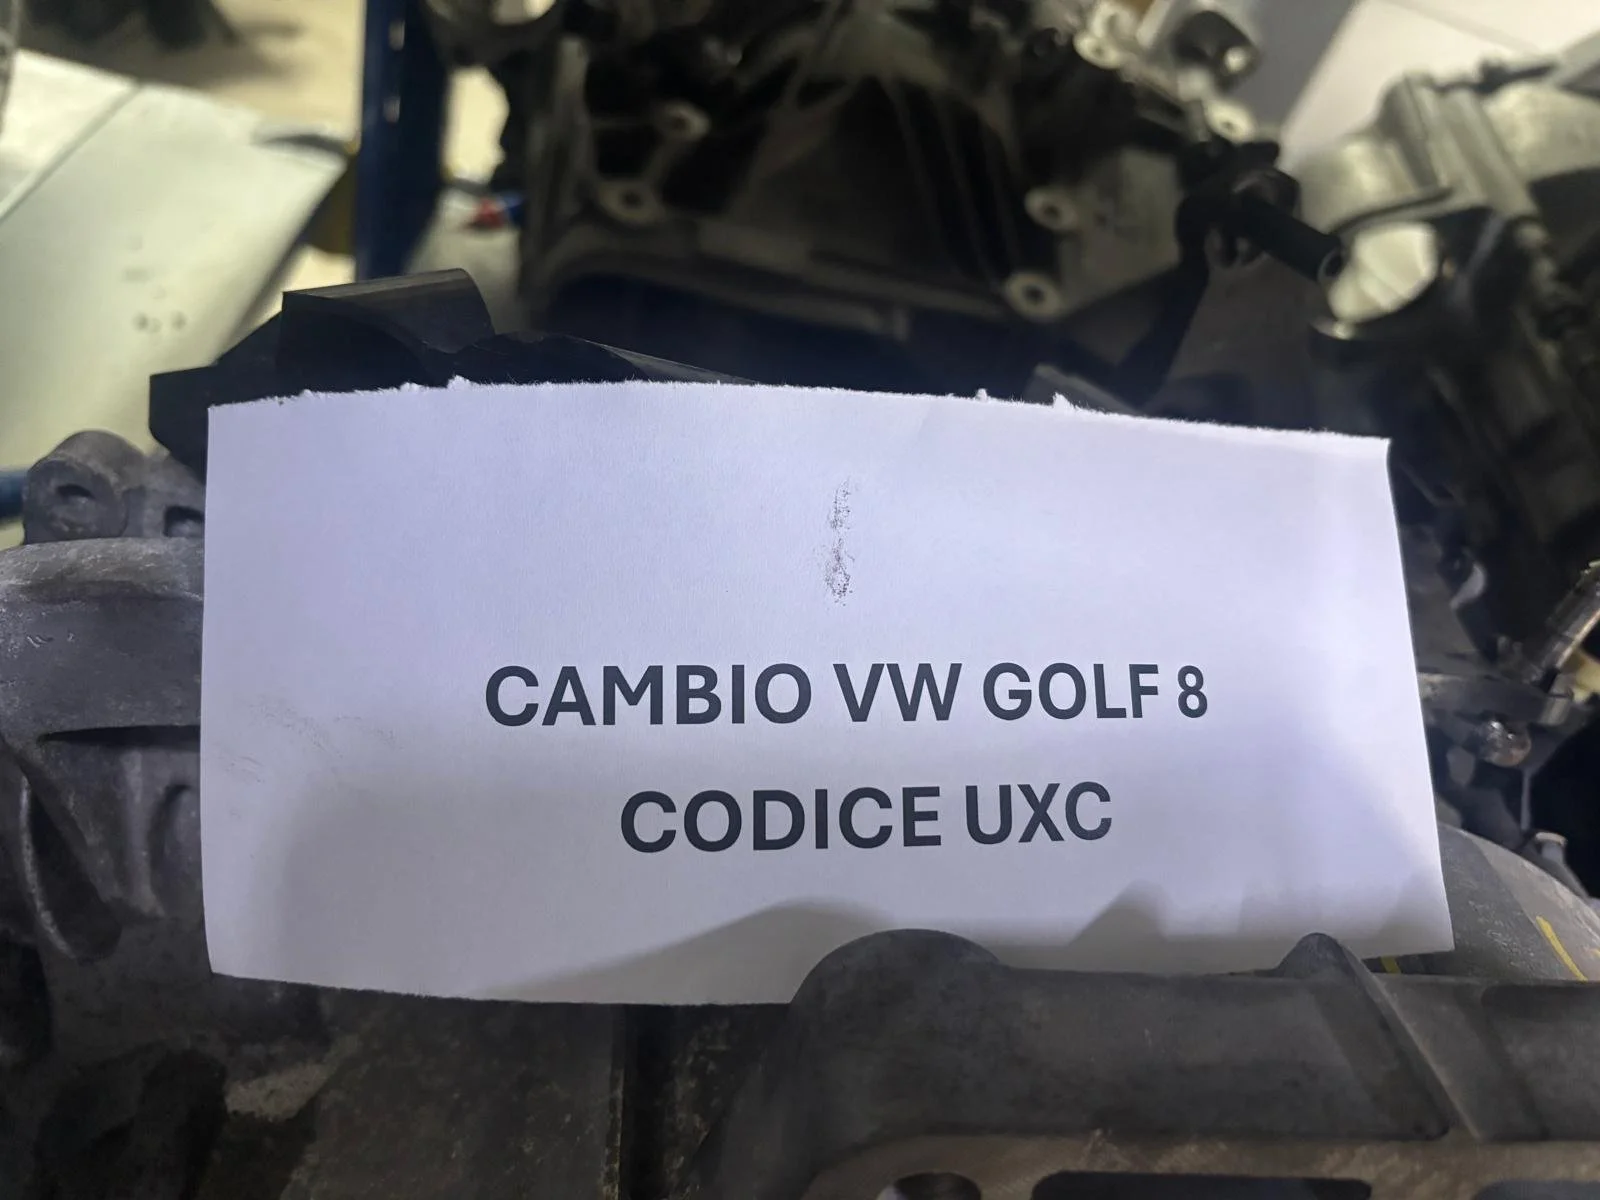 CAMBIO VW GOLF 8
CODICE UXC